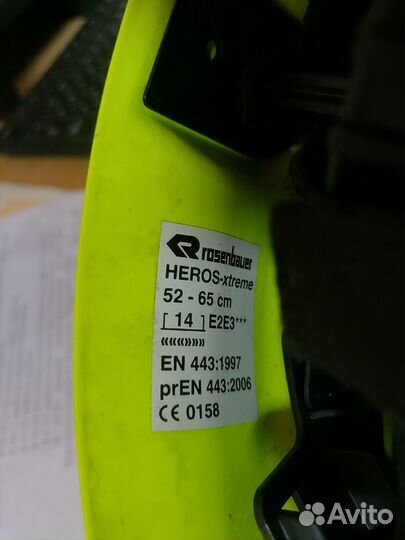 rosenbauer
HEROS-xtreme
52 - 65 cm
[ 14 ] E2E3***
«««»»»
EN 443:1997
prEN 443:2006
CE 0158
Avito